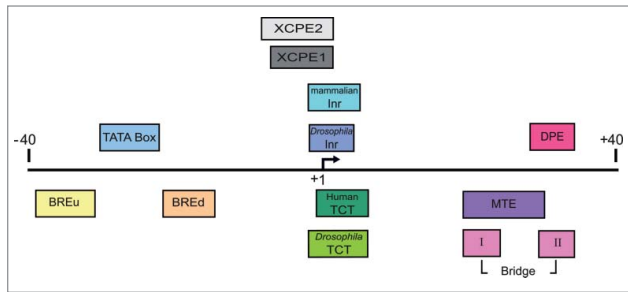 XCPE2
XCPE1
mammalian
Inr
-40
TATA Box
Drosophila
Inr
DPE
+40
+1
BREu
BREd
Human
TCT
MTE
Drosophila
TCT
I
II
Bridge